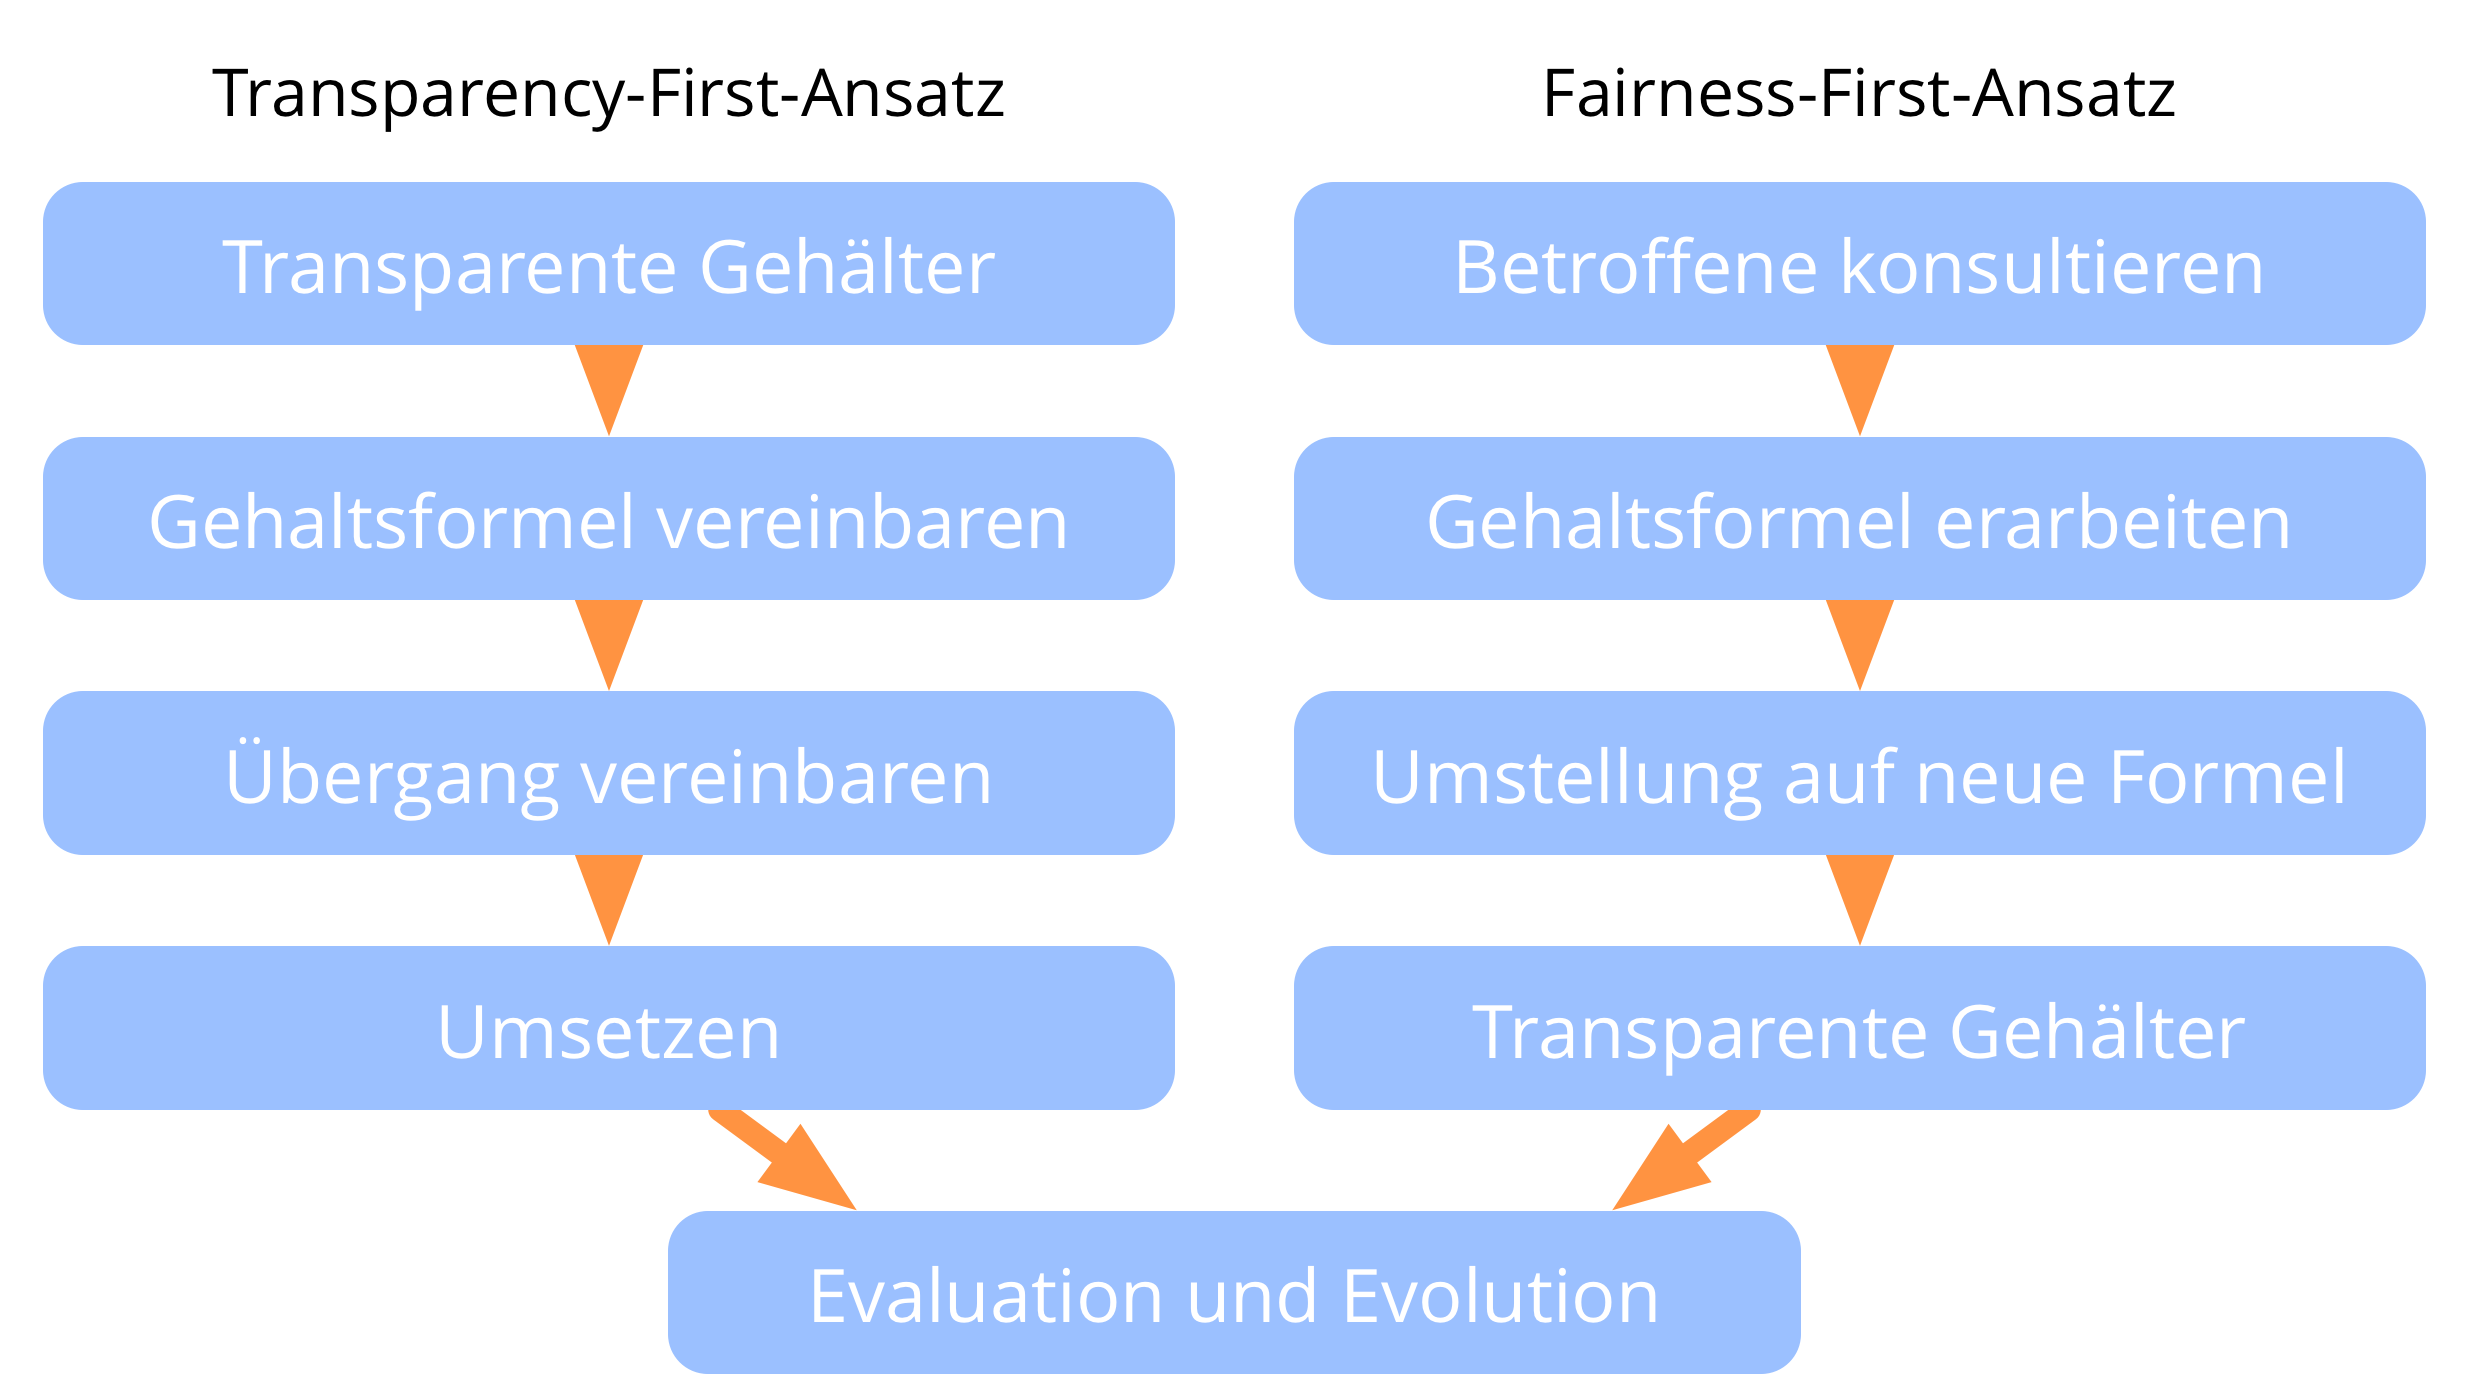 Transparency-First-Ansatz
Transparente Gehälter
Gehaltsformel vereinbaren
Übergang vereinbaren
Umsetzen
Fairness-First-Ansatz
Betroffene konsultieren
Gehaltsformel erarbeiten
Umstellung auf neue Formel
Transparente Gehälter
Evaluation und Evolution